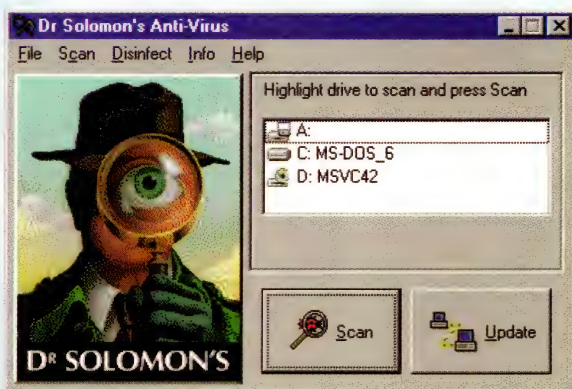 Dr Solomon's Anti-Virus
File Scan Disinfect Info Help
Highlight drive to scan and press Scan
A:
C: MS-DOS_6
D: MSVC42
Scan
Update
DR SOLOMON'S